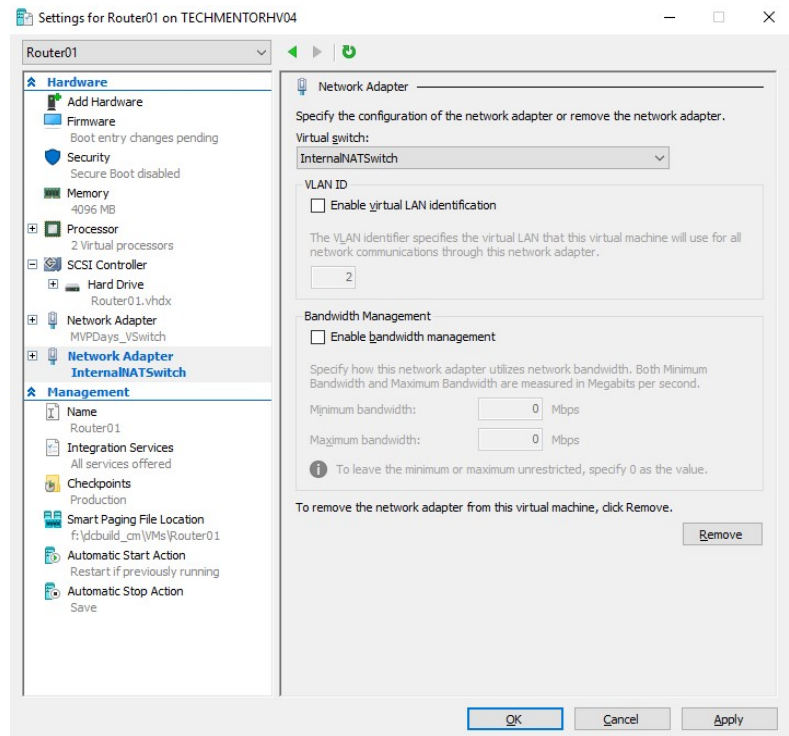 Settings for Router01 on TECHMENTORHV04
Router01
Hardware
Add Hardware
Firmware
Boot entry changes pending
Security
Secure Boot disabled
Memory
4096 MB
Processor
2 Virtual processors
SCSI Controller
Hard Drive
Router01.vhdx
Network Adapter
MVPDays_VSwitch
Network Adapter
InternalNATSwitch
Management
Name
Router01
Integration Services
All services offered
Checkpoints
Production
Smart Paging File Location
f:\dcbuild_cm\VMs\Router01
Automatic Start Action
Restart if previously running
Automatic Stop Action
Save
Network Adapter
Specify the configuration of the network adapter or remove the network adapter.
Virtual switch:
InternalNATSwitch
VLAN ID
Enable virtual LAN identification
The VLAN identifier specifies the virtual LAN that this virtual machine will use for all
network communications through this network adapter.
2
Bandwidth Management
Enable bandwidth management
Specify how this network adapter utilizes network bandwidth. Both Minimum
Bandwidth and Maximum Bandwidth are measured in Megabits per second.
Minimum bandwidth: 0 Mbps
Maximum bandwidth: 0 Mbps
To leave the minimum or maximum unrestricted, specify 0 as the value.
To remove the network adapter from this virtual machine, click Remove.
Remove
OK Cancel Apply